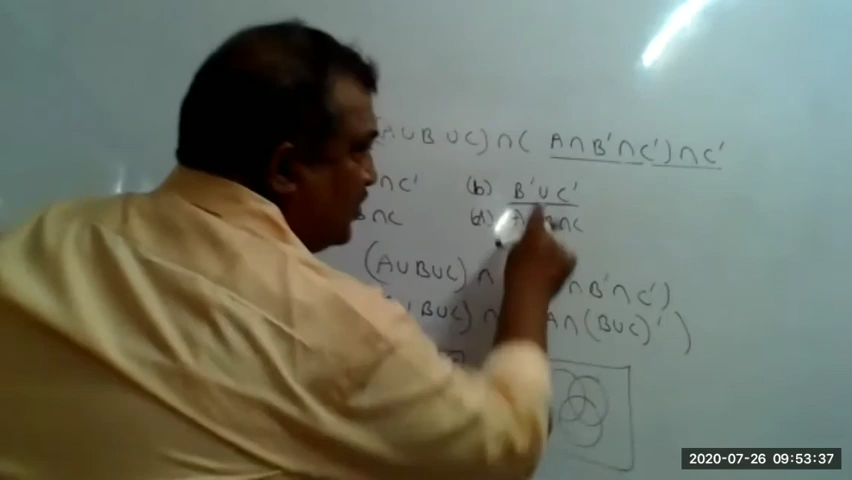 (A∪B∪C)∩( A∩B'∩C')∩C'
∩C' (b) B'∪C'
B∩C (d) A B∩C
(A∪B∪C)∩ ∩B'∩C')
B∪C)∩ A∩(B∪C)')
2020-07-26 09:53:37